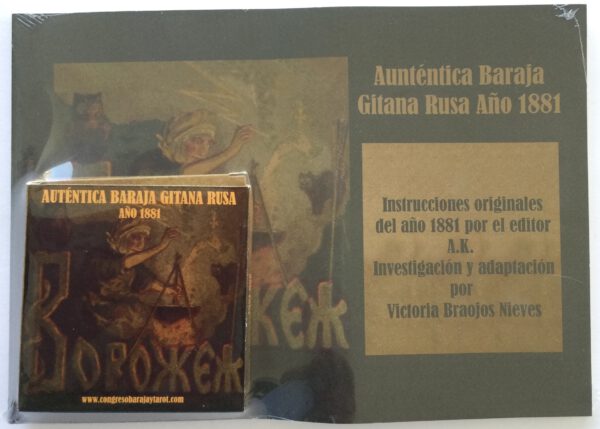 Aunténtica Baraja
Gitana Rusa Año 1881
Instrucciones originales
del año 1881 por el editor
A.K.
Investigación y adaptación
por
Victoria Braojos Nieves
кеж
AUTÉNTICA BARAJA GITANA RUSA
AÑO 1881
Ворожеж
www.congresobarajaytarot.com